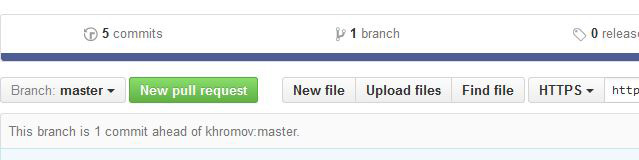 5 commits 1 branch 0 release
Branch: master New pull request New file Upload files Find file HTTPS http
This branch is 1 commit ahead of khromov:master.